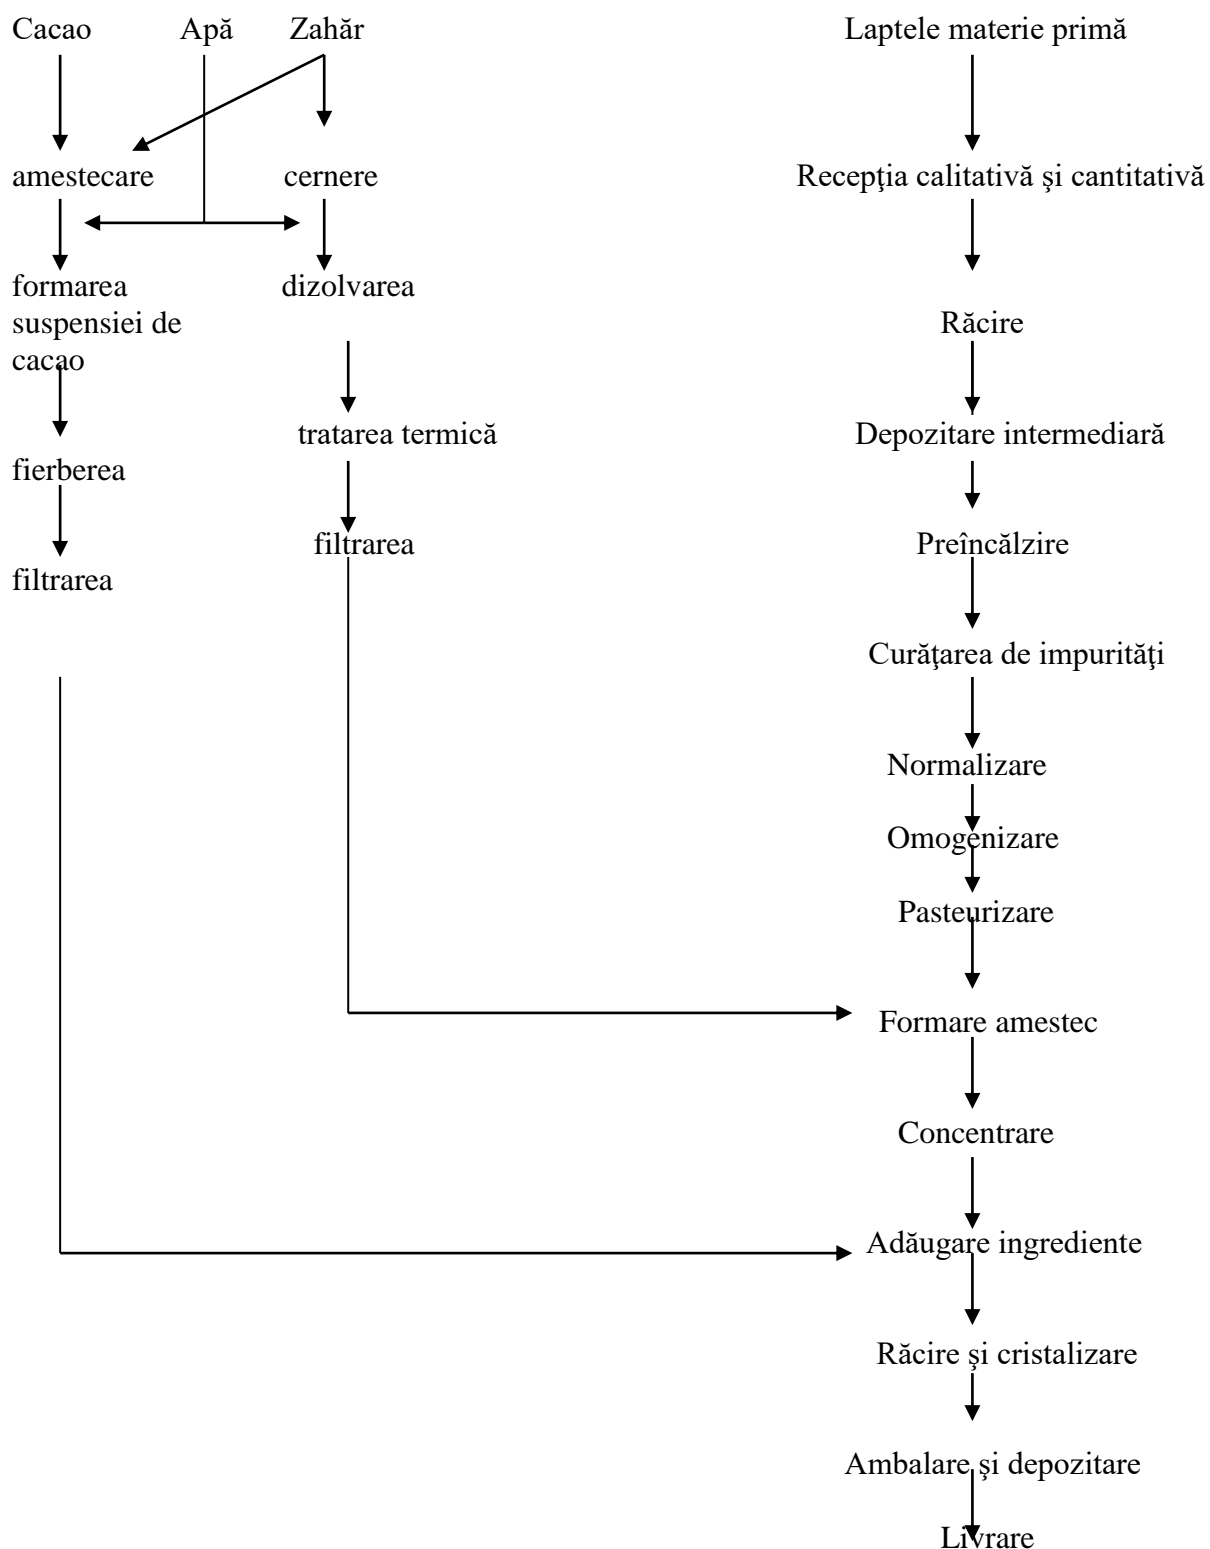 Cacao Apă Zahăr Laptele materie primă
amestecare cernere Recepţia calitativă şi cantitativă
formarea dizolvarea
suspensiei de Răcire
cacao
tratarea termică Depozitare intermediară
fierberea
filtrarea Preîncălzire
filtrarea
Curăţarea de impurităţi
Normalizare
Omogenizare
Pasteurizare
Formare amestec
Concentrare
Adăugare ingrediente
Răcire şi cristalizare
Ambalare şi depozitare
Livrare